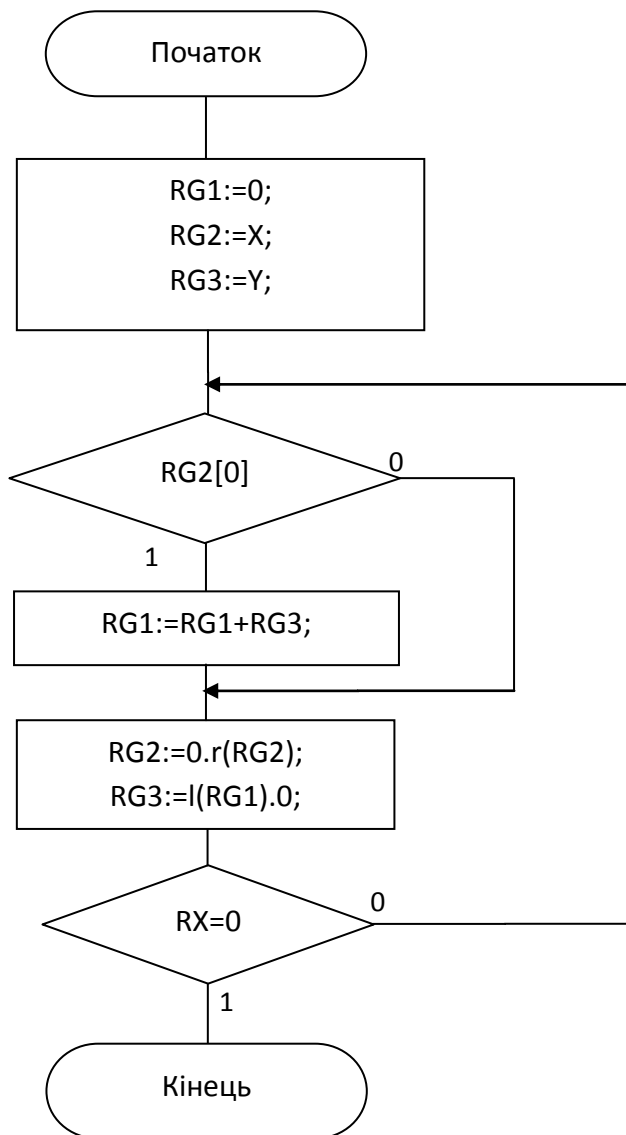 Початок
RG1:=0;
RG2:=X;
RG3:=Y;
RG2[0]
0
1
RG1:=RG1+RG3;
RG2:=0.r(RG2);
RG3:=l(RG1).0;
RX=0
0
1
Кінець